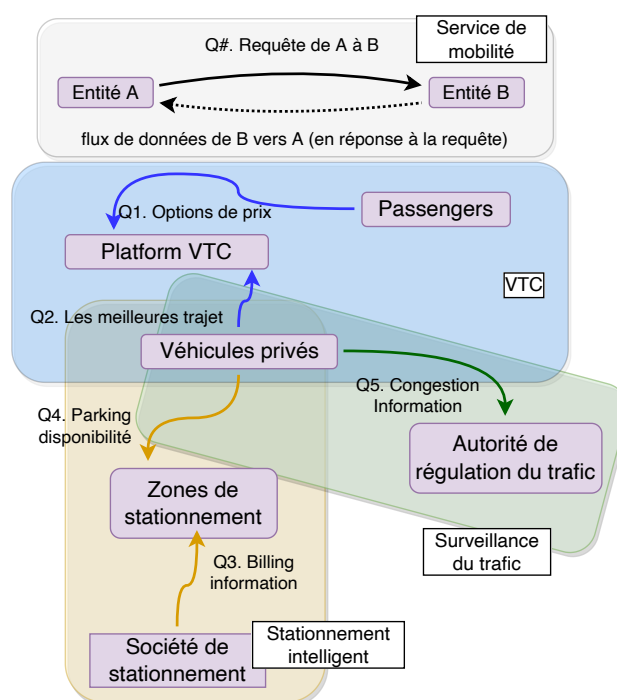 Service de
mobilité
Q#. Requête de A à B
Entité A
Entité B
flux de données de B vers A (en réponse à la requête)
Q1. Options de prix
Passengers
Platform VTC
VTC
Q2. Les meilleures trajet
Véhicules privés
Q5. Congestion
Information
Q4. Parking
disponibilité
Autorité de
régulation du trafic
Zones de
stationnement
Surveillance
du trafic
Q3. Billing
information
Stationnement
intelligent
Société de
stationnement